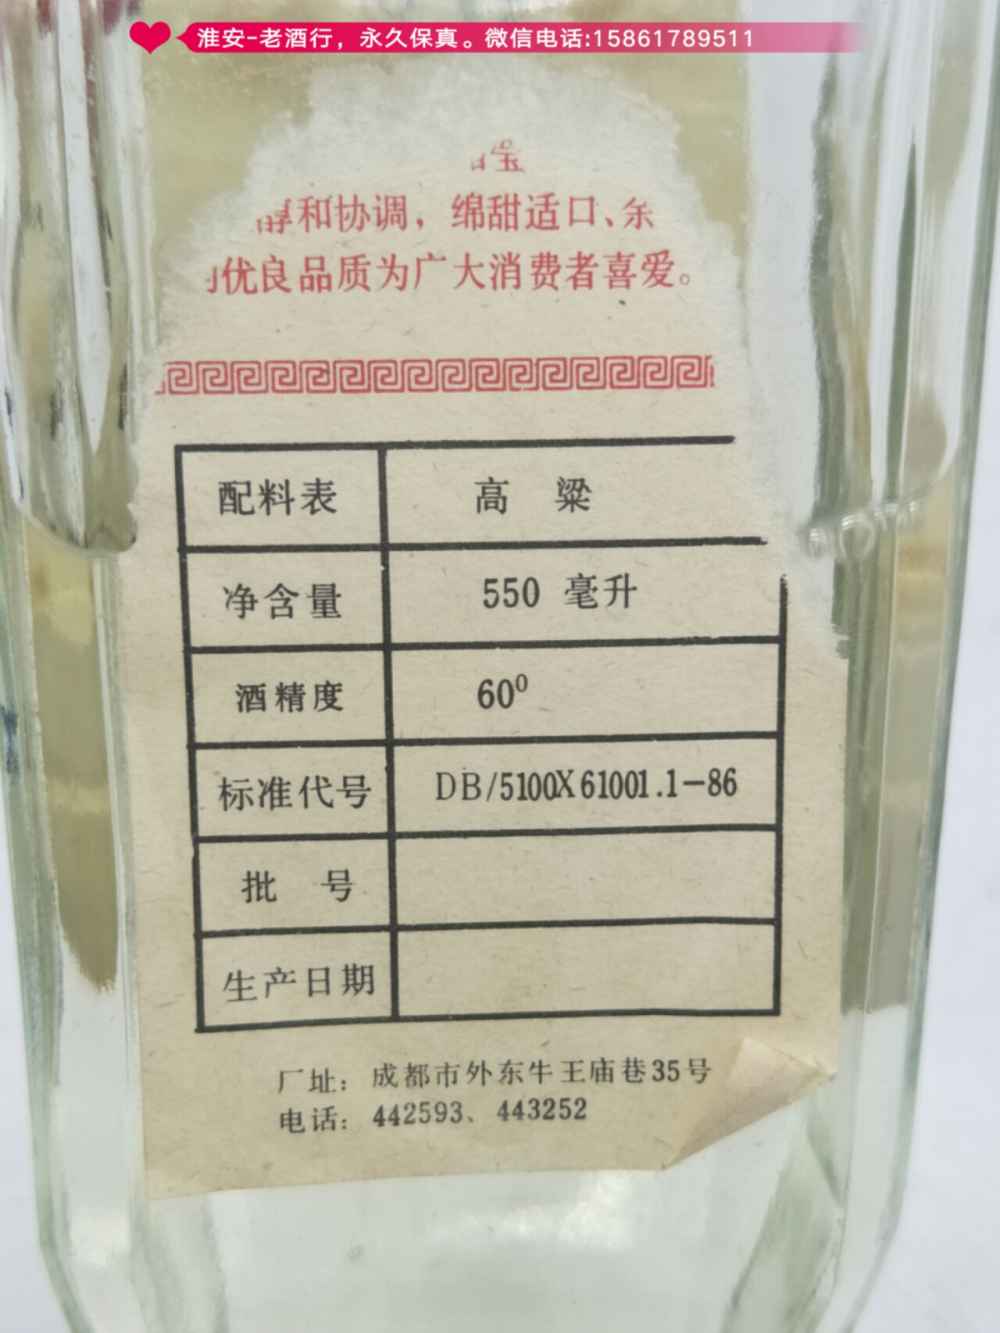 淮安-老酒行，永久保真。微信电话:15861789511
醇和协调，绵甜适口、余
优良品质为广大消费者喜爱。
配料表 高 粱
净含量 550 毫升
酒精度 60⁰
标准代号 DB/5100X61001.1-86
批 号
生产日期
厂址：成都市外东牛王庙巷35号
电话：442593、443252